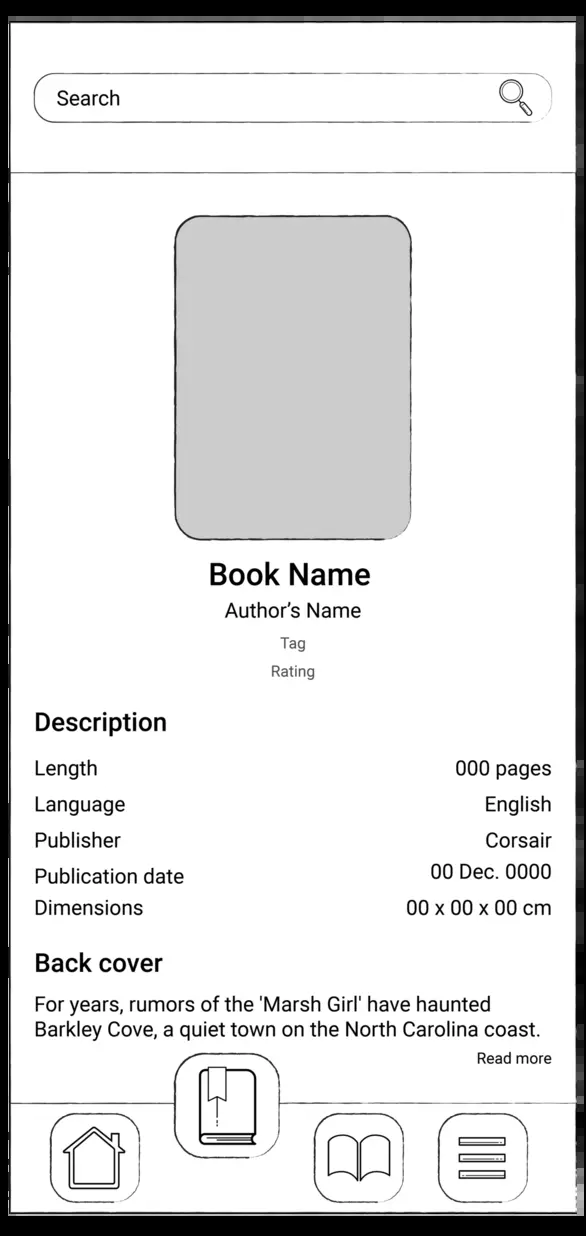 Search
Book Name
Author’s Name
Tag
Rating
Description
Length 000 pages
Language English
Publisher Corsair
Publication date 00 Dec. 0000
Dimensions 00 x 00 x 00 cm
Back cover
For years, rumors of the 'Marsh Girl' have haunted
Barkley Cove, a quiet town on the North Carolina coast.
Read more